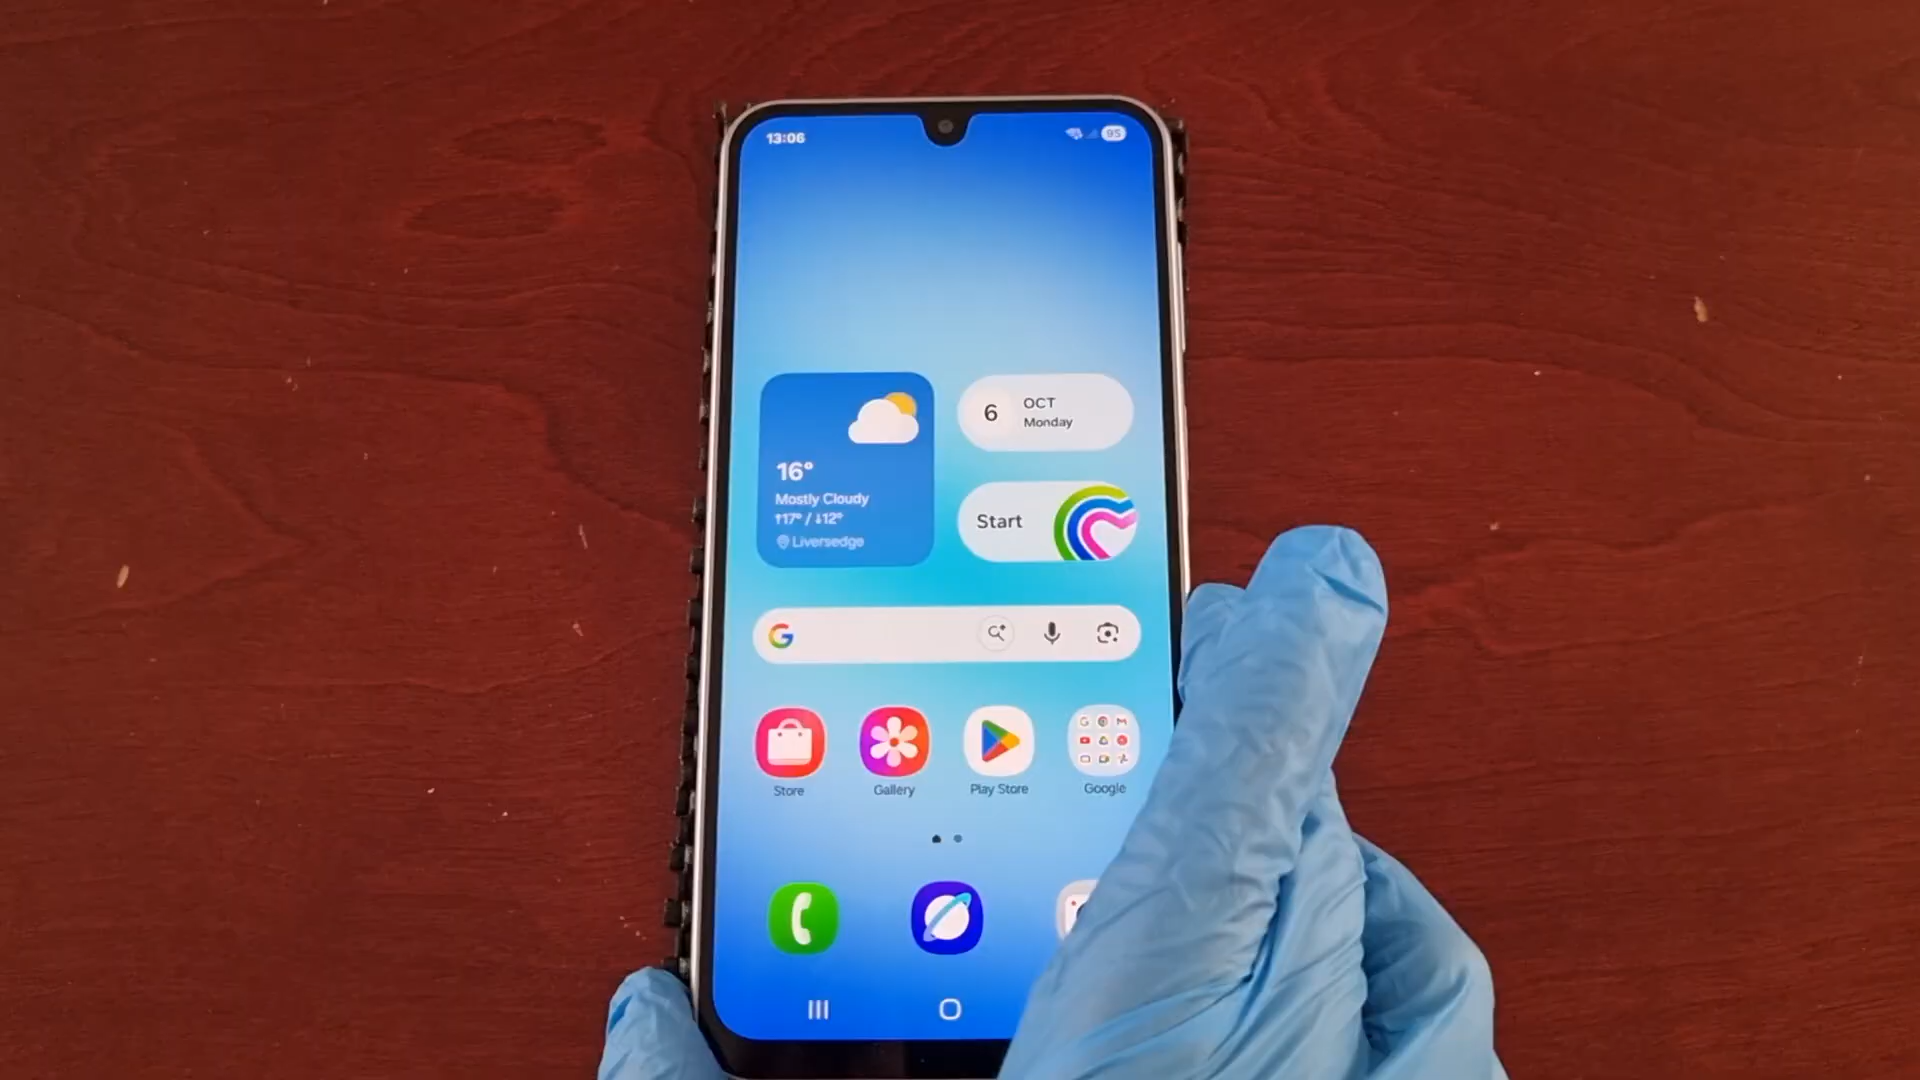 13:06
95
16°
Mostly Cloudy
↑17° / ↓12°
Liversedge
6
OCT
Monday
Start
G
Store
Gallery
Play Store
Google